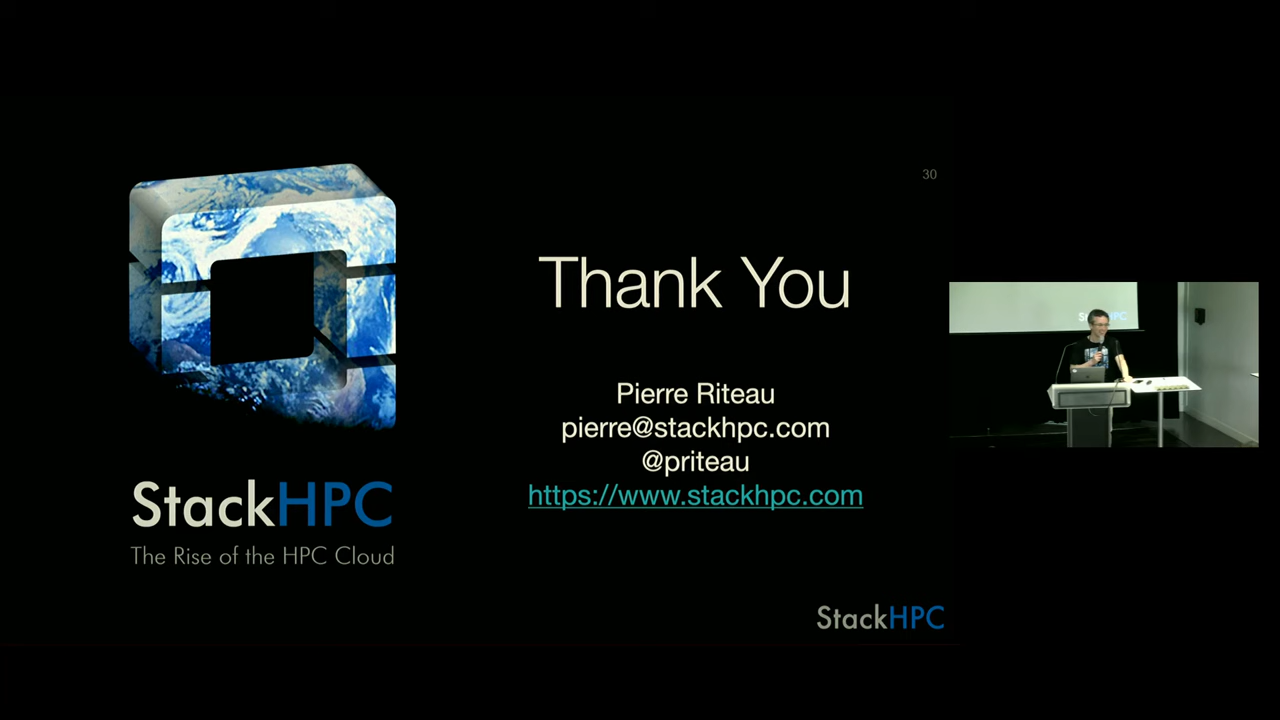 30
Thank You
Pierre Riteau
pierre@stackhpc.com
@priteau
https://www.stackhpc.com
StackHPC
The Rise of the HPC Cloud
StackHPC
StackHPC